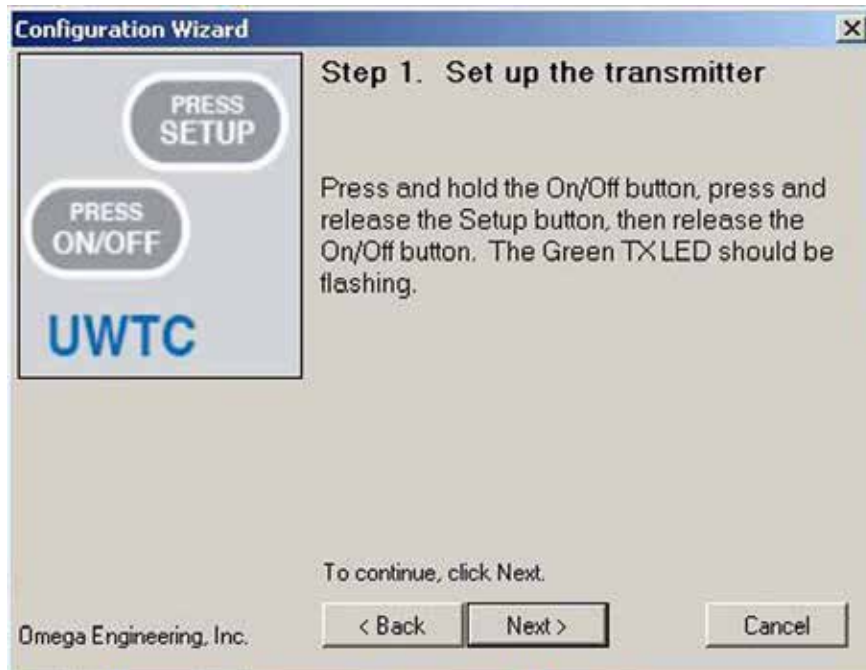 Configuration Wizard
PRESS
SETUP
PRESS
ON/OFF
UWTC
Step 1. Set up the transmitter
Press and hold the On/Off button, press and
release the Setup button, then release the
On/Off button. The Green TX LED should be
flashing.
To continue, click Next.
Omega Engineering, Inc.
< Back
Next >
Cancel